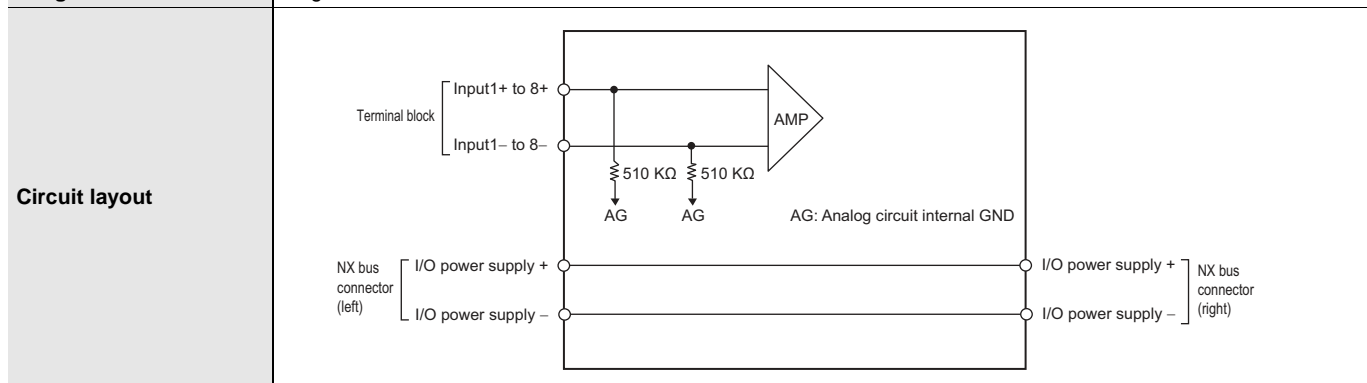 Circuit layout
Terminal block
Input1+ to 8+
Input1− to 8−
AMP
510 KΩ
510 KΩ
AG
AG
AG: Analog circuit internal GND
NX bus
connector
(left)
I/O power supply +
I/O power supply −
I/O power supply +
I/O power supply −
NX bus
connector
(right)